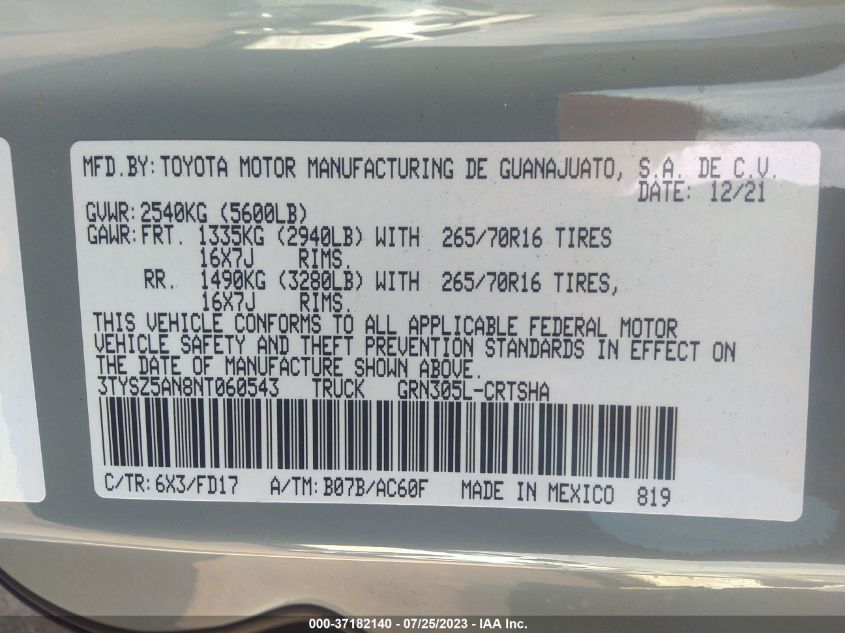 MFD.BY: TOYOTA MOTOR MANUFACTURING DE GUANAJUATO, S.A. DE C.V.
DATE: 12/21
GVWR: 2540KG (5600LB)
GAWR: FRT. 1335KG (2940LB) WITH 265/70R16 TIRES
16X7J RIMS.
RR. 1490KG (3280LB) WITH 265/70R16 TIRES,
16X7J RIMS.
THIS VEHICLE CONFORMS TO ALL APPLICABLE FEDERAL MOTOR
VEHICLE SAFETY AND THEFT PREVENTION STANDARDS IN EFFECT ON
THE DATE OF MANUFACTURE SHOWN ABOVE.
3TYSZ5AN8NT060543 TRUCK GRN305L-CRTSHA
C/TR: 6X3/FD17 A/TM: B07B/AC60F MADE IN MEXICO 819
000-37182140 - 07/25/2023 - IAA Inc.